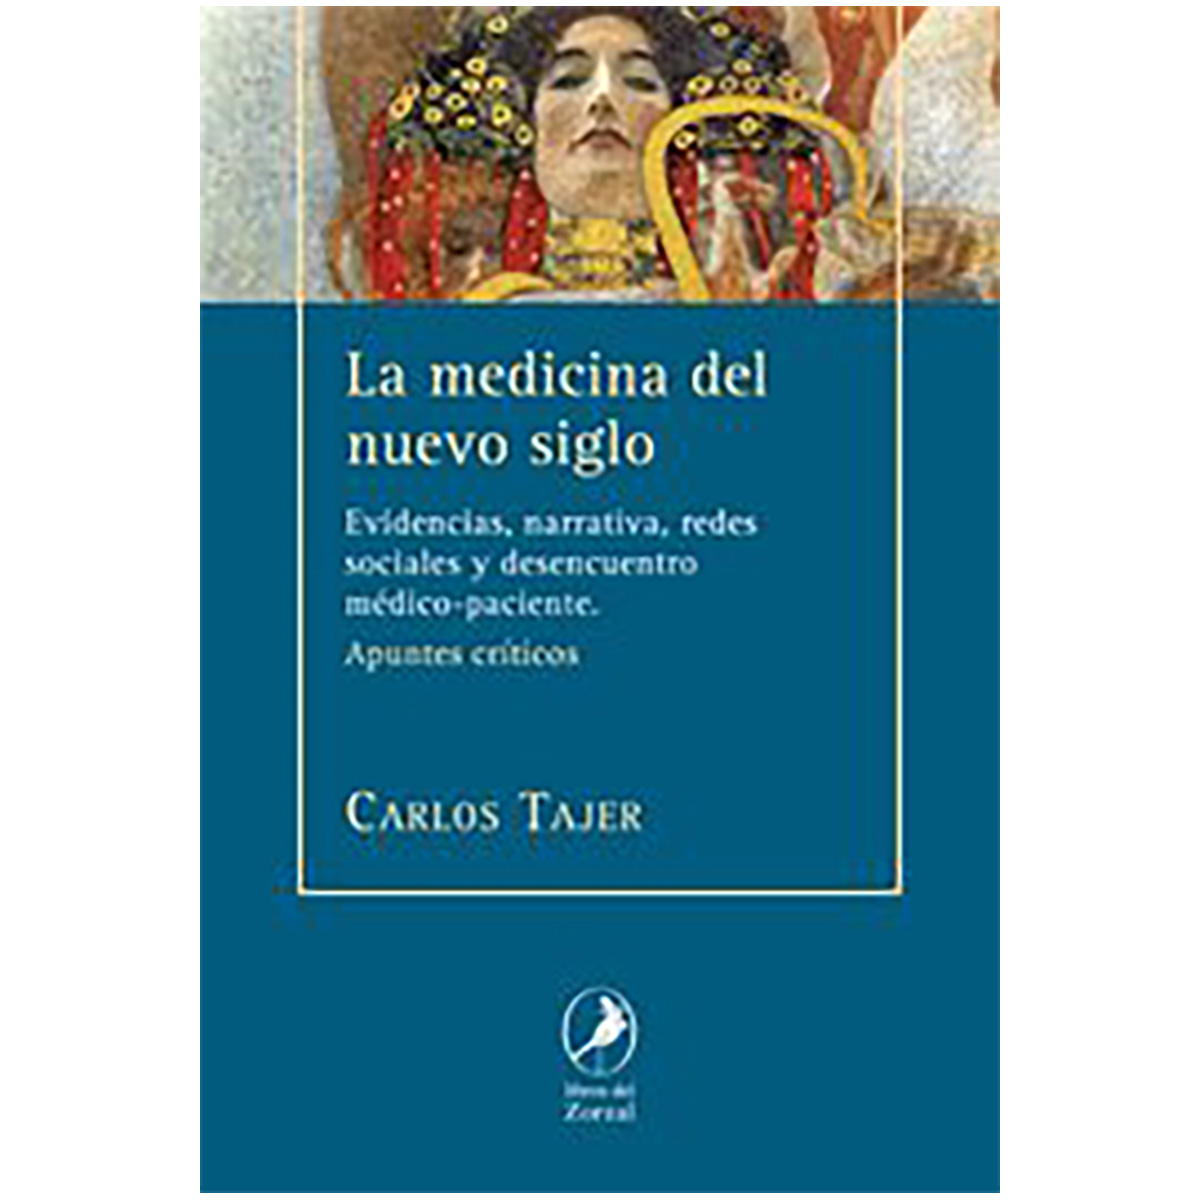 La medicina del
nuevo siglo
Evidencias, narrativa, redes
sociales y desencuentro
médico-paciente.
Apuntes críticos
CARLOS TAJER
libros del
Zorzal